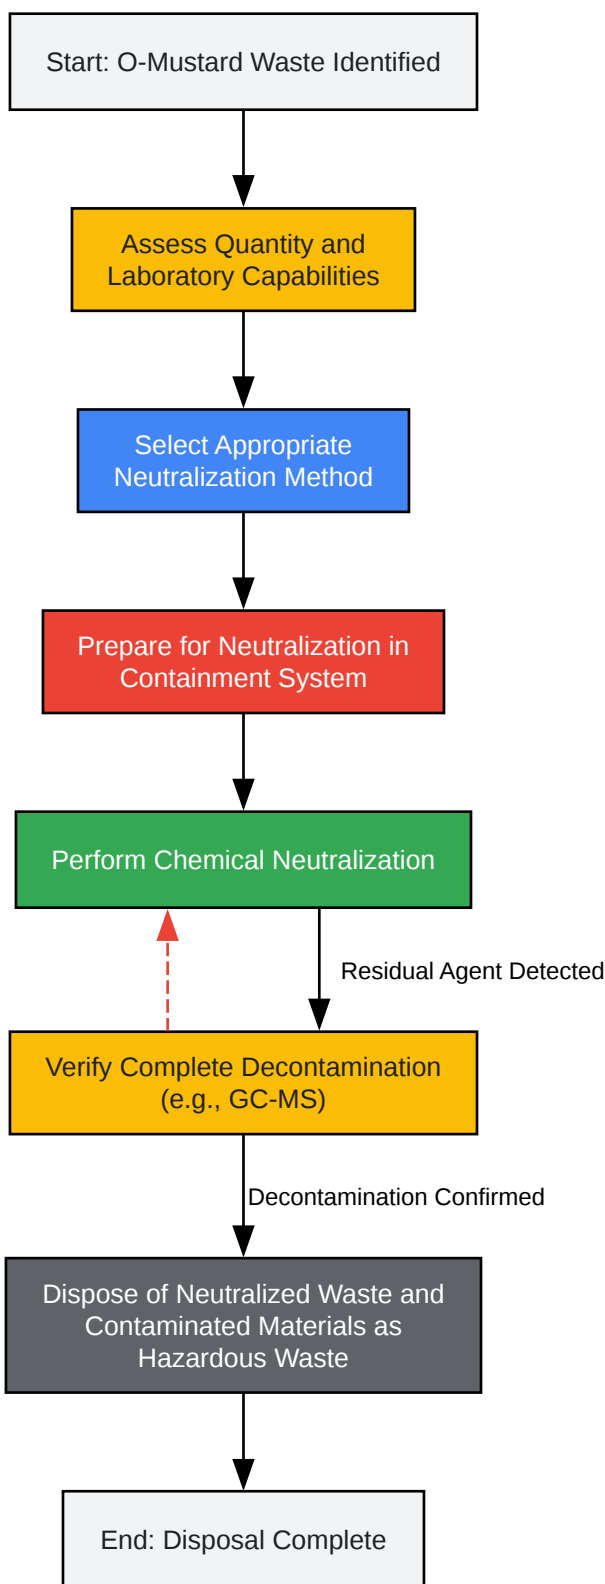 Start: O-Mustard Waste Identified
Assess Quantity and
Laboratory Capabilities
Select Appropriate
Neutralization Method
Prepare for Neutralization in
Containment System
Perform Chemical Neutralization
Residual Agent Detected
Verify Complete Decontamination
(e.g., GC-MS)
Decontamination Confirmed
Dispose of Neutralized Waste and
Contaminated Materials as
Hazardous Waste
End: Disposal Complete